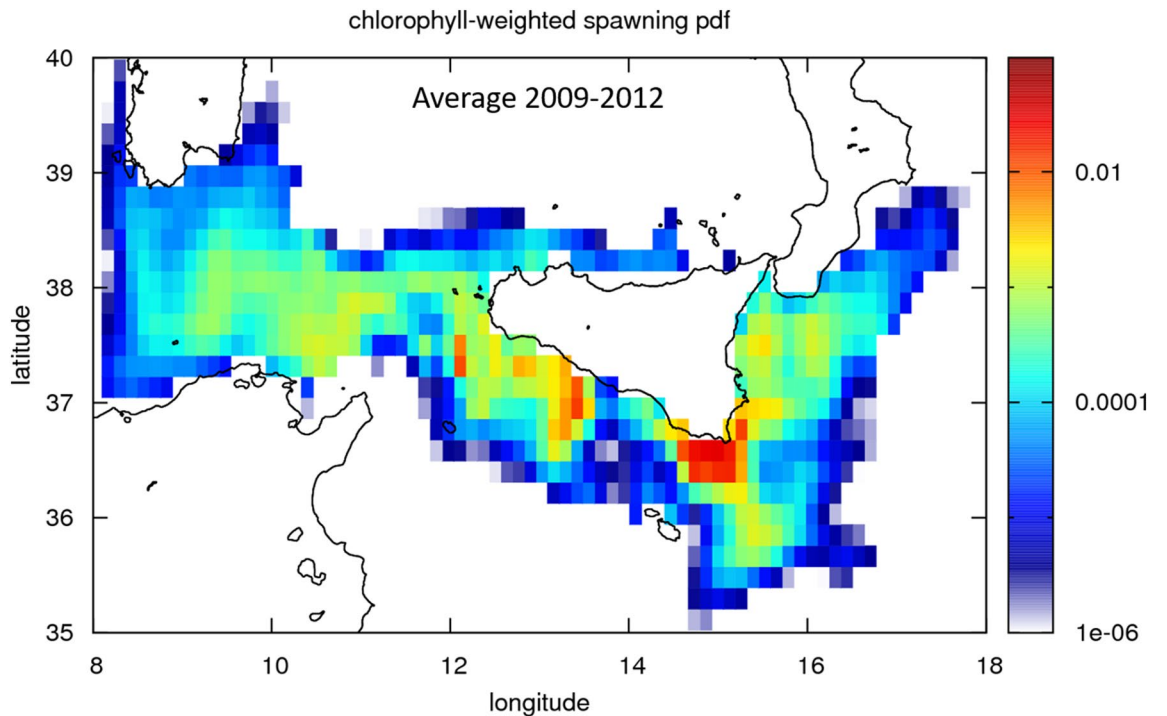 chlorophyll-weighted spawning pdf
Average 2009-2012
40
39
38
37
36
35
latitude
8
10
12
14
16
18
longitude
0.01
0.0001
1e-06